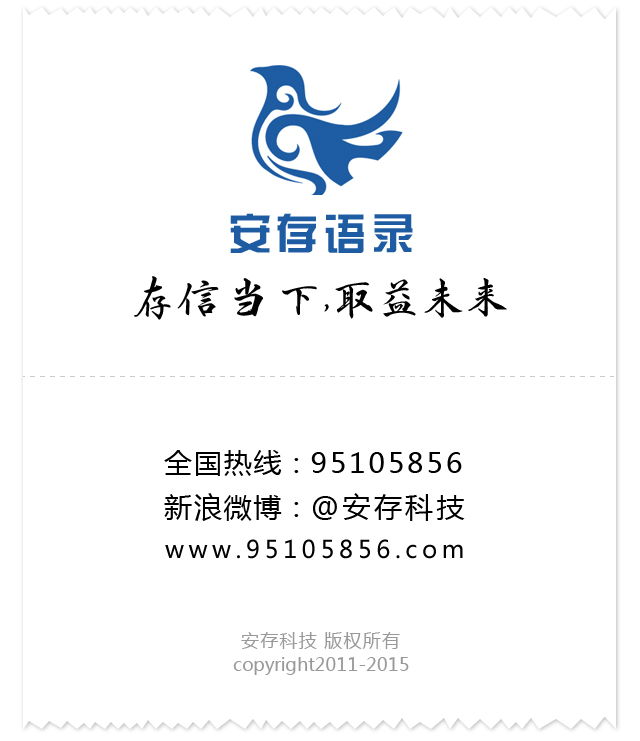 安存语录
存信当下,取益未来
全国热线：95105856
新浪微博：@安存科技
www.95105856.com
安存科技 版权所有
copyright2011-2015